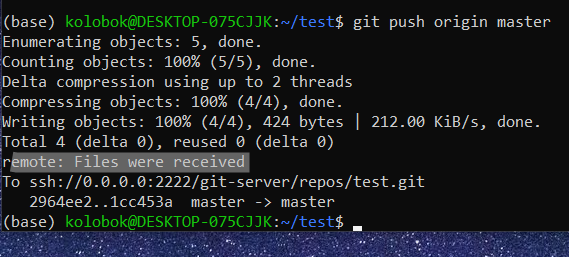 (base) kolobok@DESKTOP-075CJJK:~/test$ git push origin master
Enumerating objects: 5, done.
Counting objects: 100% (5/5), done.
Delta compression using up to 2 threads
Compressing objects: 100% (4/4), done.
Writing objects: 100% (4/4), 424 bytes | 212.00 KiB/s, done.
Total 4 (delta 0), reused 0 (delta 0)
remote: Files were received
To ssh://0.0.0.0:2222/git-server/repos/test.git
   2964ee2..1cc453a  master -> master
(base) kolobok@DESKTOP-075CJJK:~/test$